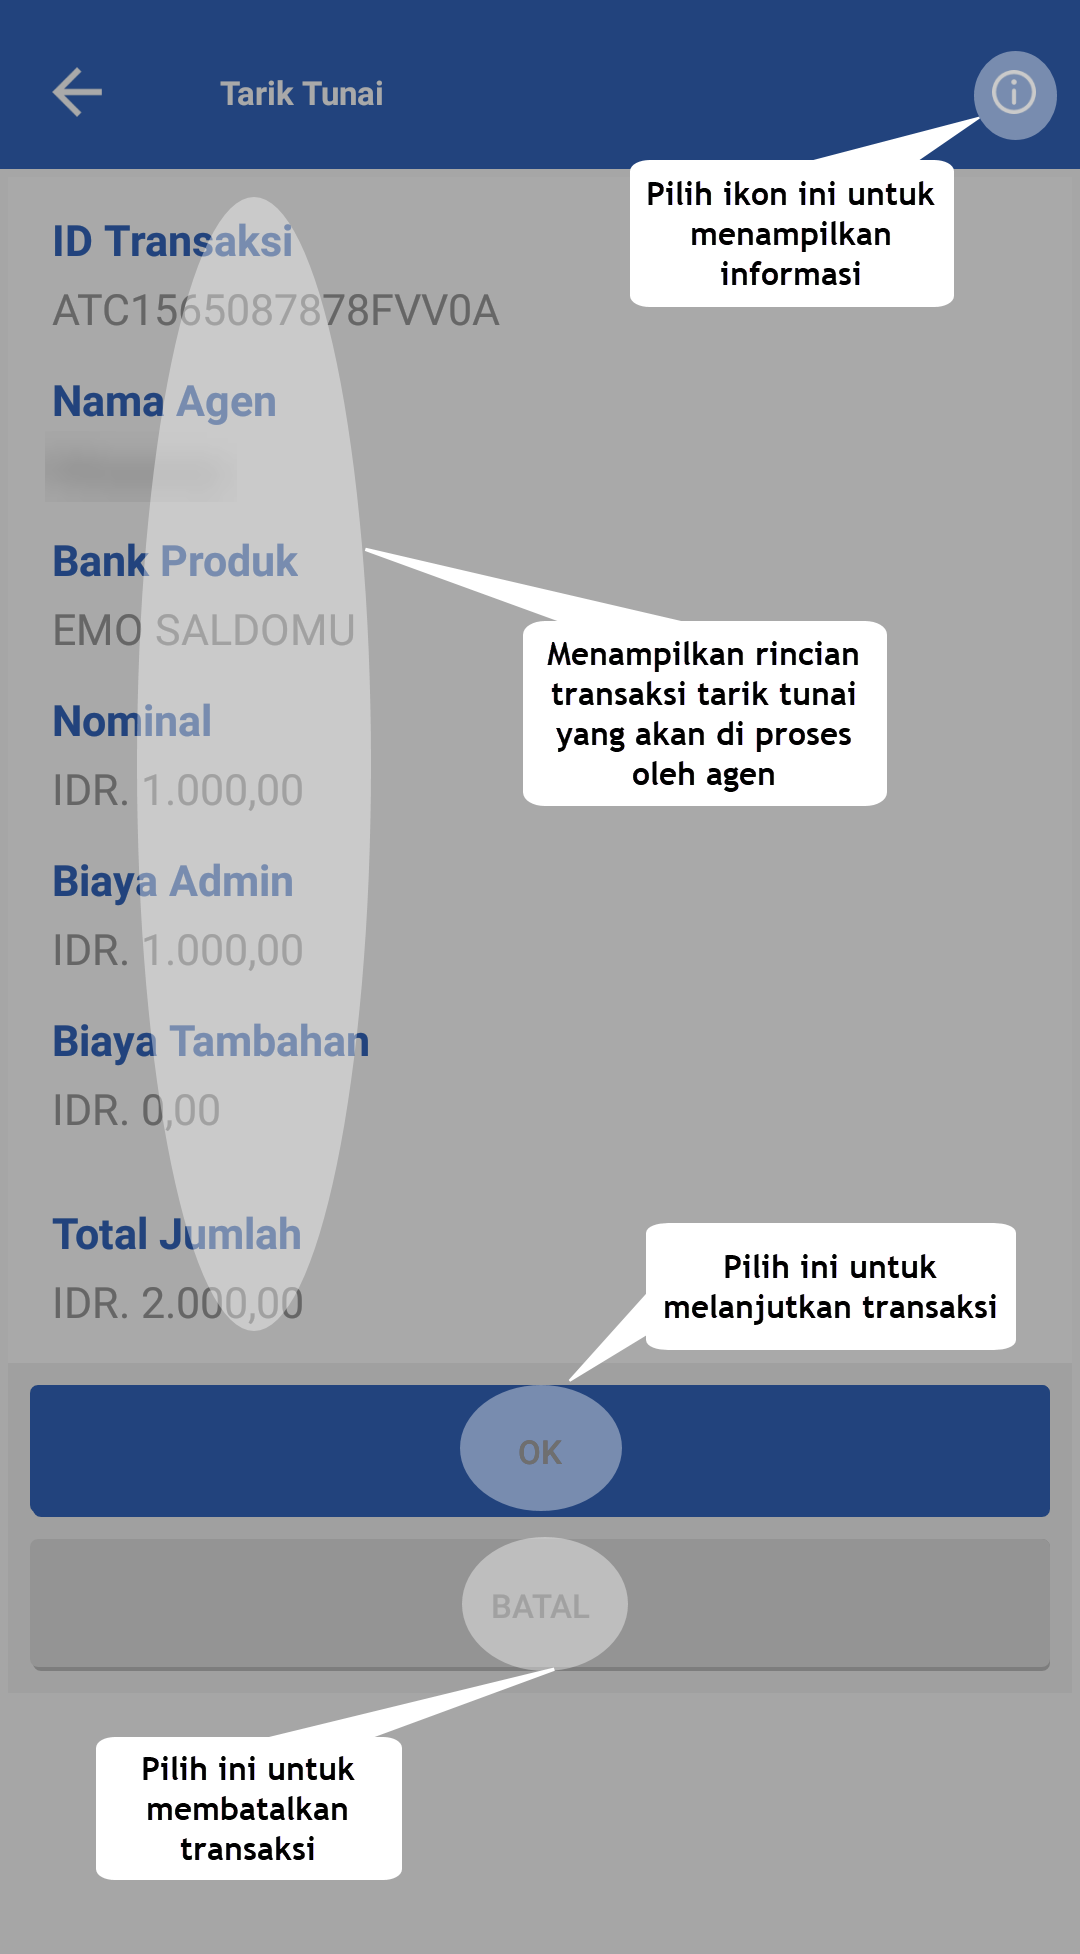 Tarik Tunai
Pilih ikon ini untuk
menampilkan
informasi
ID Transaksi
ATC1565087878FVV0A
Nama Agen
Bank Produk
EMO SALDOMU
Menampilkan rincian
transaksi tarik tunai
yang akan di proses
oleh agen
Nominal
IDR. 1.000,00
Biaya Admin
IDR. 1.000,00
Biaya Tambahan
IDR. 0,00
Total Jumlah
IDR. 2.000,00
Pilih ini untuk
melanjutkan transaksi
OK
BATAL
Pilih ini untuk
membatalkan
transaksi